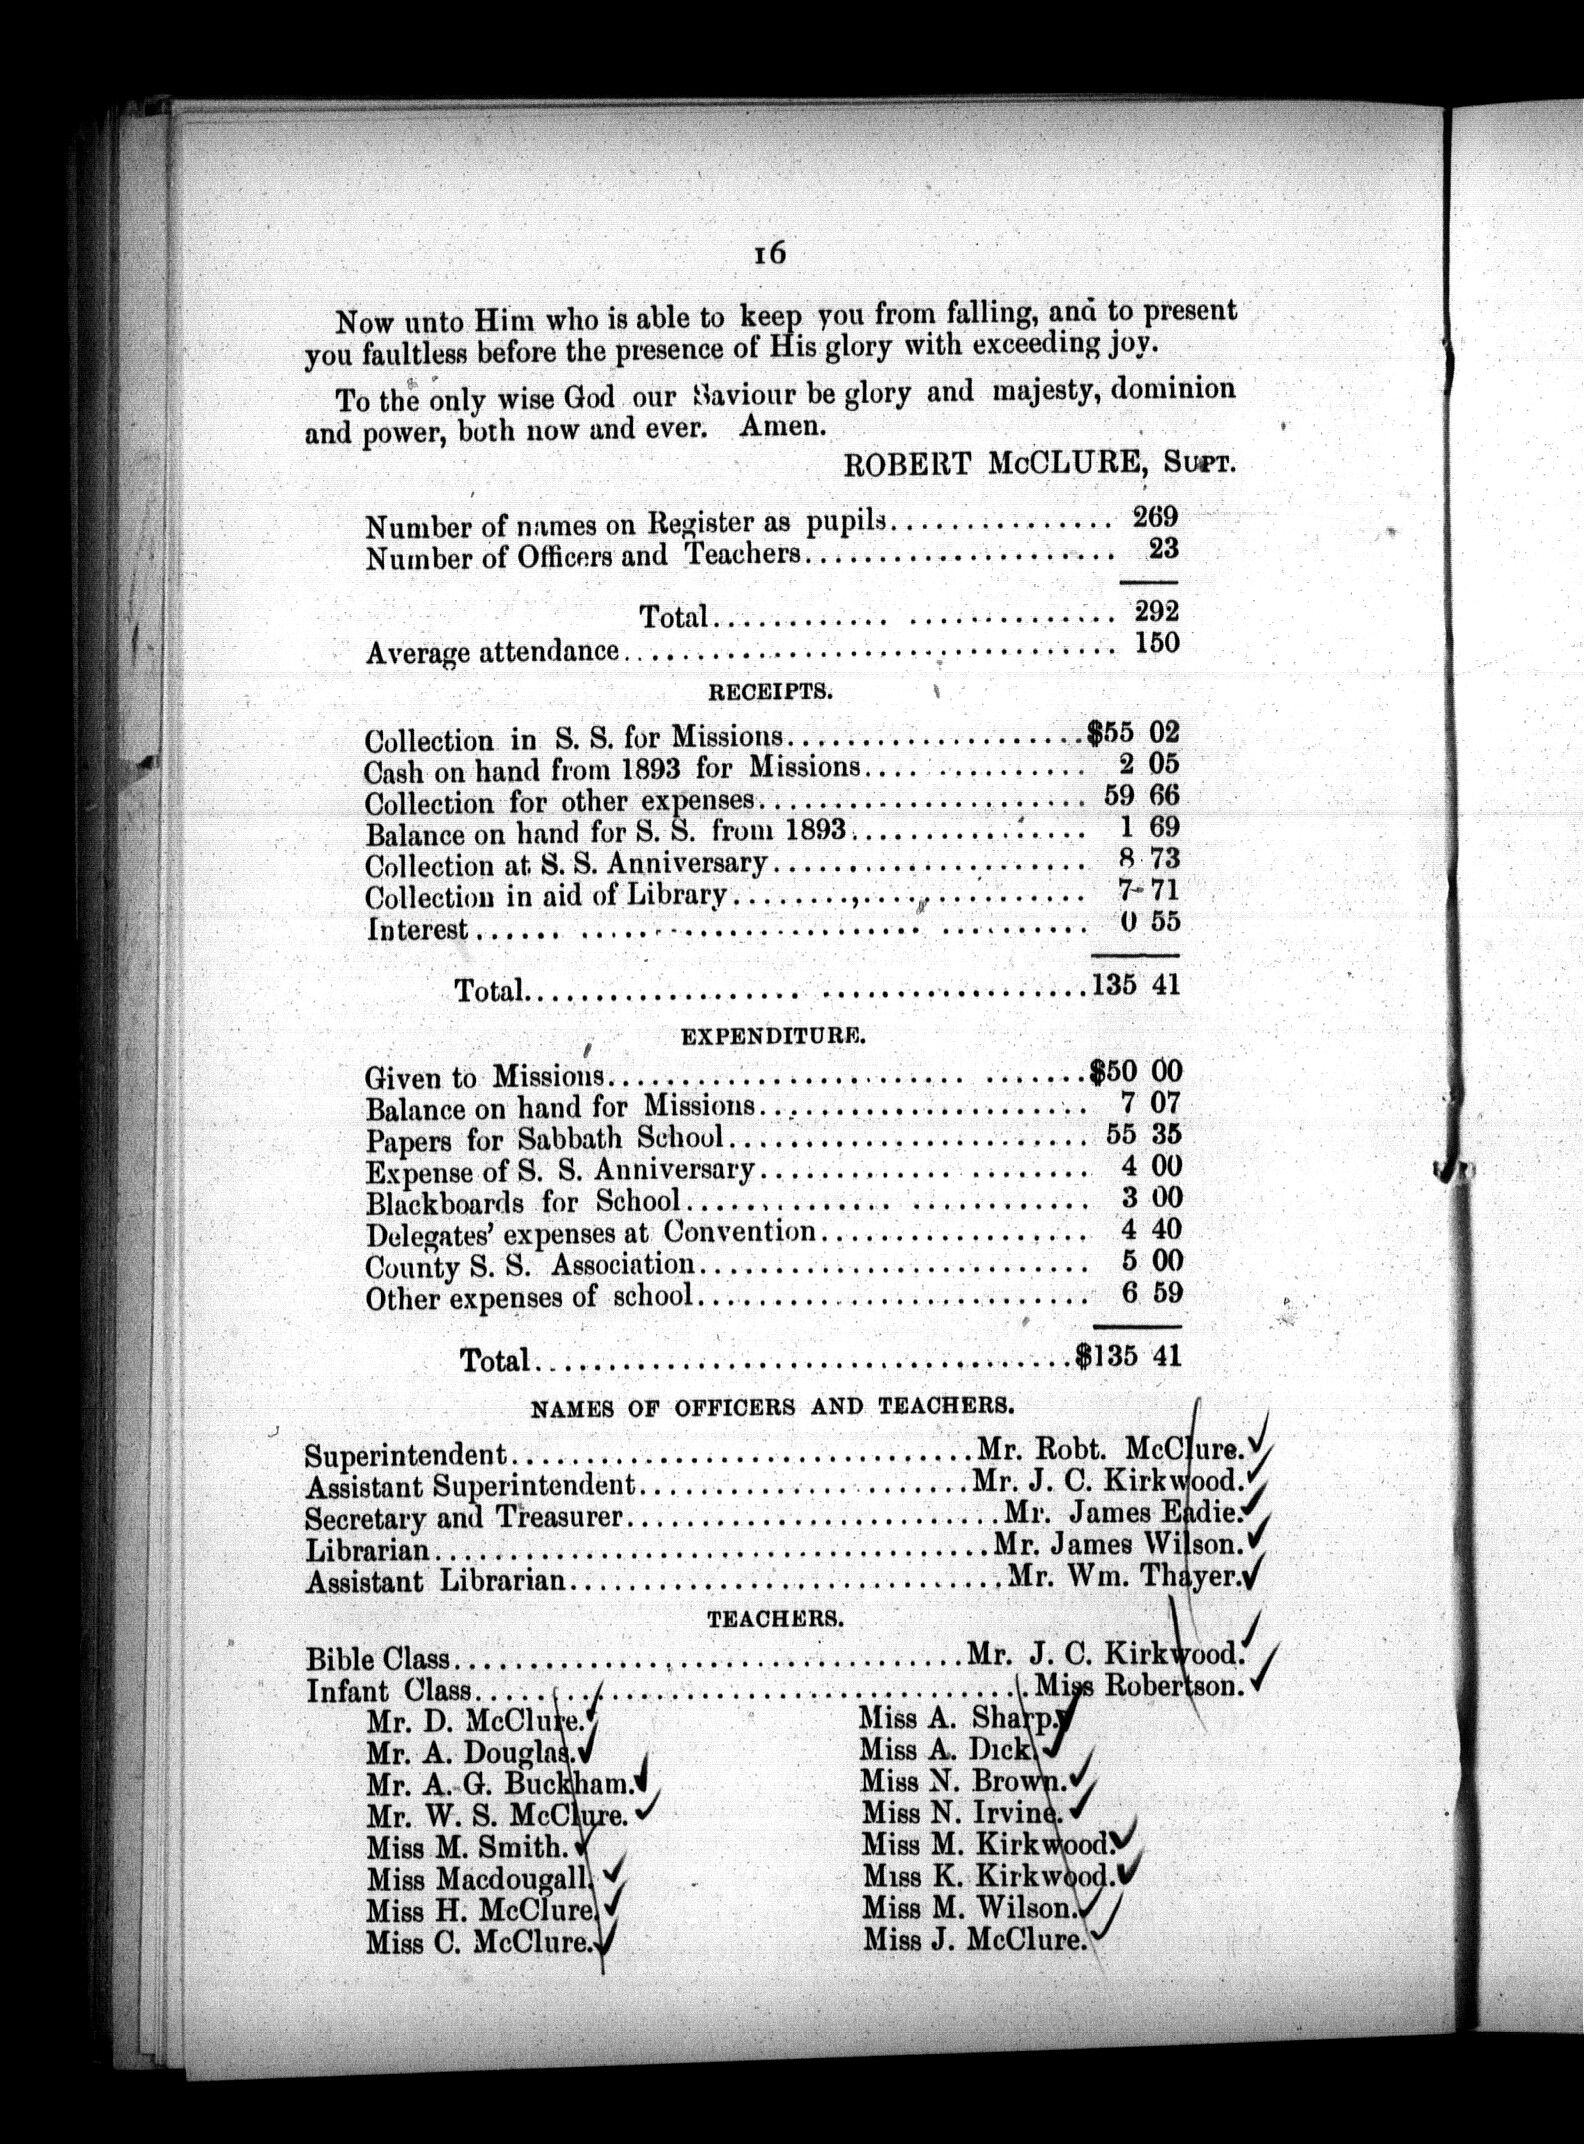 16
Now unto Him who is able to keep you from falling, and to present
you faultless before the presence of His glory with exceeding joy.
To the only wise God our Saviour be glory and majesty, dominion
and power, both now and ever. Amen.
ROBERT McCLURE, SUPT.
Number of names on Register as pupils............... 269
Number of Officers and Teachers..................... 23
Total............ .............. 292
Average attendance................................. 150
RECEIPTS.
Collection in S. S. for Missions....................$55 02
Cash on hand from 1893 for Missions.... ........... 2 05
Collection for other expenses...................... 59 66
Balance on hand for S. S. from 1893................ 1 69
Collection at S. S. Anniversary..................... 8 73
Collection in aid of Library........,............... 7 71
Interest...... ....................... .......... 0 55
Total................... ..................135 41
EXPENDITURE.
Given to Missions........................ .......$50 00
Balance on hand for Missions...................... 7 07
Papers for Sabbath School........................ 55 35
Expense of S. S. Anniversary............. ........ 4 00
Blackboards for School.............. ............ 3 00
Delegates' expenses at Convention.................. 4 40
County S. S. Association.......................... 5 00
Other expenses of school.......................... 6 59
Total....................................$135 41
NAMES OF OFFICERS AND TEACHERS.
Superintendent...............................Mr. Robt. McClure.
Assistant Superintendent......................Mr. J. C. Kirkwood.
Secretary and Treasurer.........................Mr. James Eadie.
Librarian.....................................Mr. James Wilson.
Assistant Librarian.............................Mr. Wm. Thayer.
TEACHERS.
Bible Class..................................Mr. J. C. Kirkwood.
Infant Class.....................................Miss Robertson.
Mr. D. McClure. Miss A. Sharp.
Mr. A. Douglas. Miss A. Dick.
Mr. A. G. Buckham. Miss N. Brown.
Mr. W. S. McClure. Miss N. Irvine.
Miss M. Smith. Miss M. Kirkwood.
Miss Macdougall. Miss K. Kirkwood.
Miss H. McClure. Miss M. Wilson.
Miss C. McClure. Miss J. McClure.